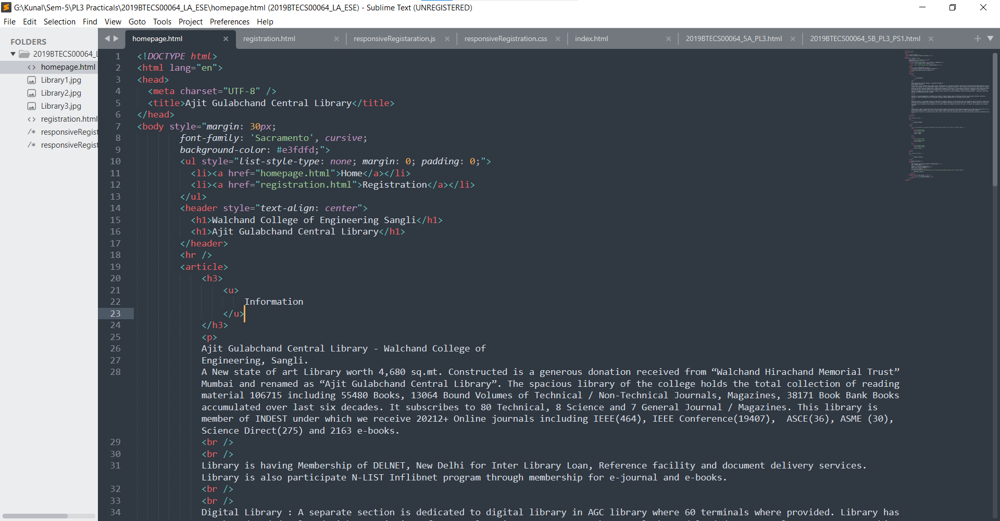 G:\Kunal\Sem-5\PL3 Practicals\2019BTECS00064_LA_ESE\homepage.html (2019BTECS00064_LA_ESE) - Sublime Text (UNREGISTERED)
File Edit Selection Find View Goto Tools Project Preferences Help
FOLDERS
2019BTECS00064_L
homepage.html
Library1.jpg
Library2.jpg
Library3.jpg
registration.html
/* responsiveRegist
/* responsiveRegist
homepage.html registration.html responsiveRegistaration.js responsiveRegistration.css index.html 2019BTECS00064_5A_PL3.html 2019BTECS00064_5B_PL3_PS1.html
1 <!DOCTYPE html>
2 <html lang="en">
3 <head>
4 <meta charset="UTF-8" />
5 <title>Ajit Gulabchand Central Library</title>
6 </head>
7 <body style="margin: 30px;
8 font-family: 'Sacramento', cursive;
9 background-color: #e3fdfd;">
10 <ul style="list-style-type: none; margin: 0; padding: 0;">
11 <li><a href="homepage.html">Home</a></li>
12 <li><a href="registration.html">Registration</a></li>
13 </ul>
14 <header style="text-align: center">
15 <h1>Walchand College of Engineering Sangli</h1>
16 <h1>Ajit Gulabchand Central Library</h1>
17 </header>
18 <hr />
19 <article>
20 <h3>
21 <u>
22 Information
23 </u>
24 </h3>
25 <p>
26 Ajit Gulabchand Central Library - Walchand College of
27 Engineering, Sangli.
28 A New state of art Library worth 4,680 sq.mt. Constructed is a generous donation received from “Walchand Hirachand Memorial Trust”
Mumbai and renamed as “Ajit Gulabchand Central Library”. The spacious library of the college holds the total collection of reading
material 106715 including 55480 Books, 13064 Bound Volumes of Technical / Non-Technical Journals, Magazines, 38171 Book Bank Books
accumulated over last six decades. It subscribes to 80 Technical, 8 Science and 7 General Journal / Magazines. This library is
member of INDEST under which we receive 20212+ Online journals including IEEE(464), IEEE Conference(19407),  ASCE(36), ASME (30),
Science Direct(275) and 2163 e-books.
29 <br />
30 <br />
31 Library is having Membership of DELNET, New Delhi for Inter Library Loan, Reference facility and document delivery services.
Library is also participate N-LIST Inflibnet program through membership for e-journal and e-books.
32 <br />
33 <br />
34 Digital Library : A separate section is dedicated to digital library in AGC library where 60 terminals where provided. Library has